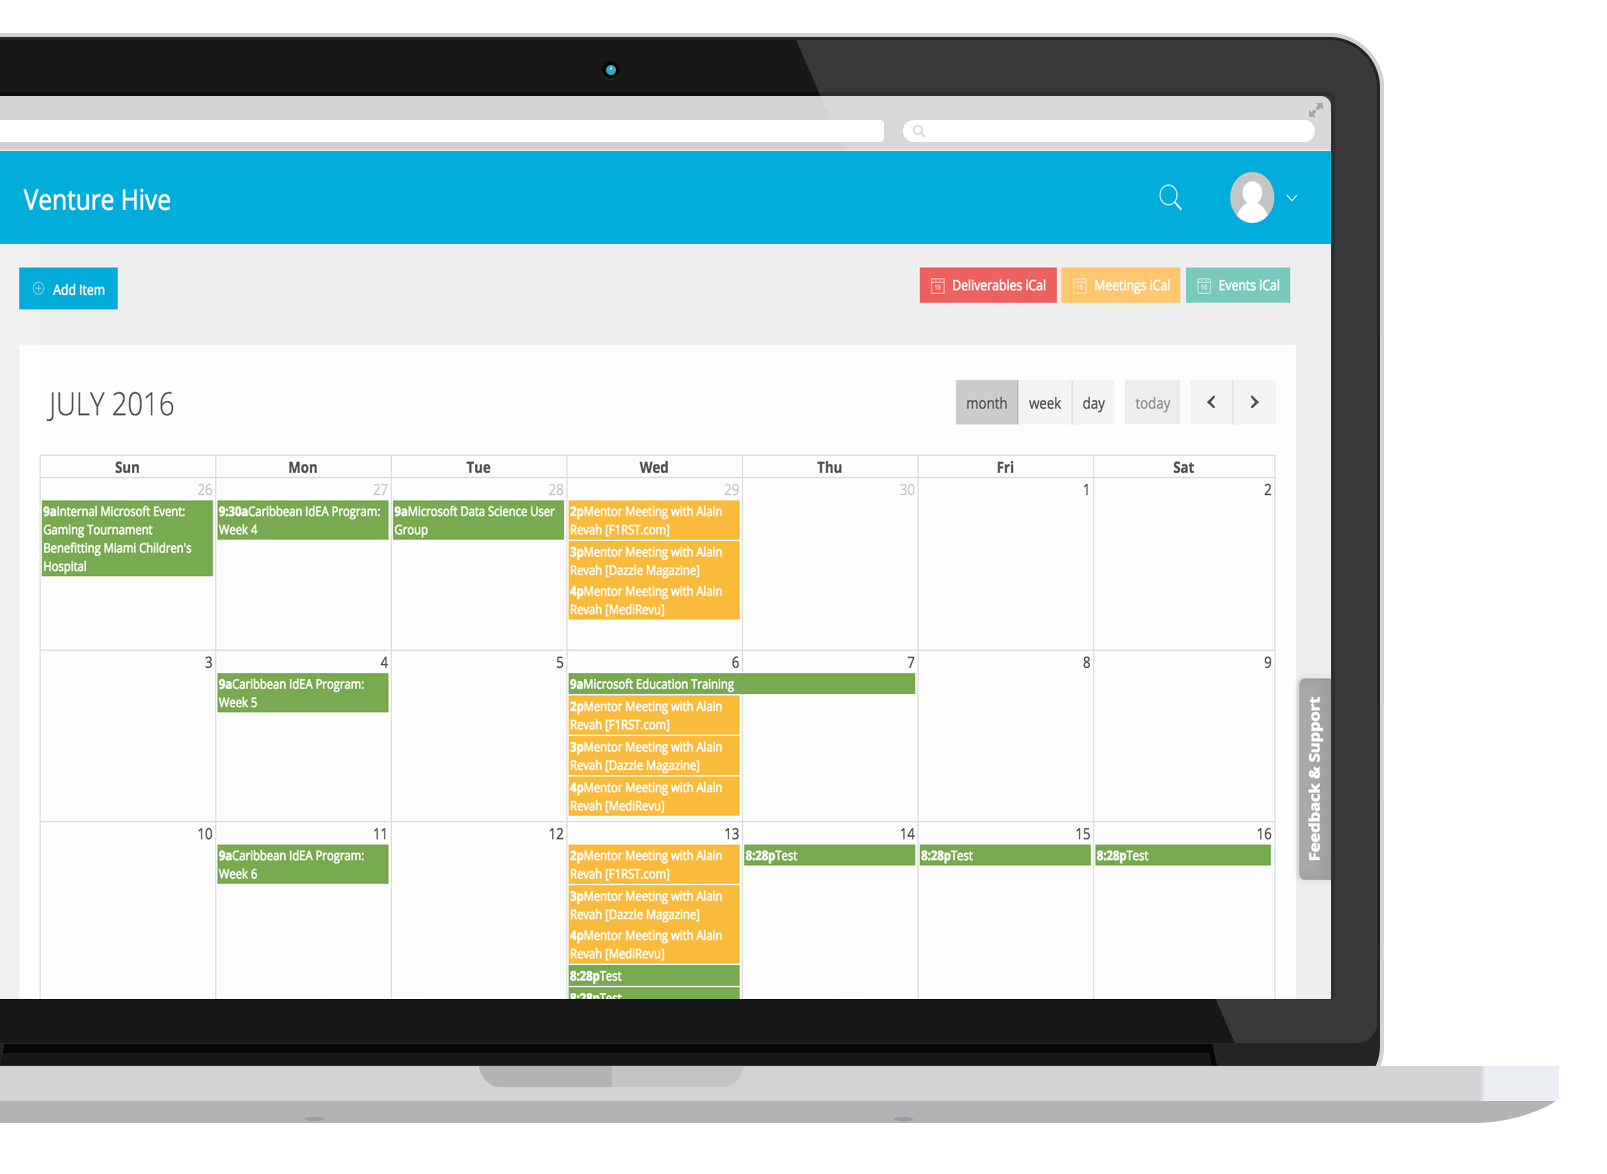 Venture Hive
Add Item
Deliverables iCal
Meetings iCal
Events iCal
JULY 2016
month week day today
Sun Mon Tue Wed Thu Fri Sat
26 27 28 29 30 1 2
9aInternal Microsoft Event:
Gaming Tournament
Benefitting Miami Children's
Hospital
9:30aCaribbean IdEA Program:
Week 4
9aMicrosoft Data Science User
Group
2pMentor Meeting with Alain
Revah [F1RST.com]
3pMentor Meeting with Alain
Revah [Dazzle Magazine]
4pMentor Meeting with Alain
Revah [MediRevu]
3 4 5 6 7 8 9
9aCaribbean IdEA Program:
Week 5
9aMicrosoft Education Training
2pMentor Meeting with Alain
Revah [F1RST.com]
3pMentor Meeting with Alain
Revah [Dazzle Magazine]
4pMentor Meeting with Alain
Revah [MediRevu]
10 11 12 13 14 15 16
9aCaribbean IdEA Program:
Week 6
2pMentor Meeting with Alain
Revah [F1RST.com]
3pMentor Meeting with Alain
Revah [Dazzle Magazine]
4pMentor Meeting with Alain
Revah [MediRevu]
8:28pTest
8:28pTest
8:28pTest
8:28pTest
8:28pTest
Feedback & Support